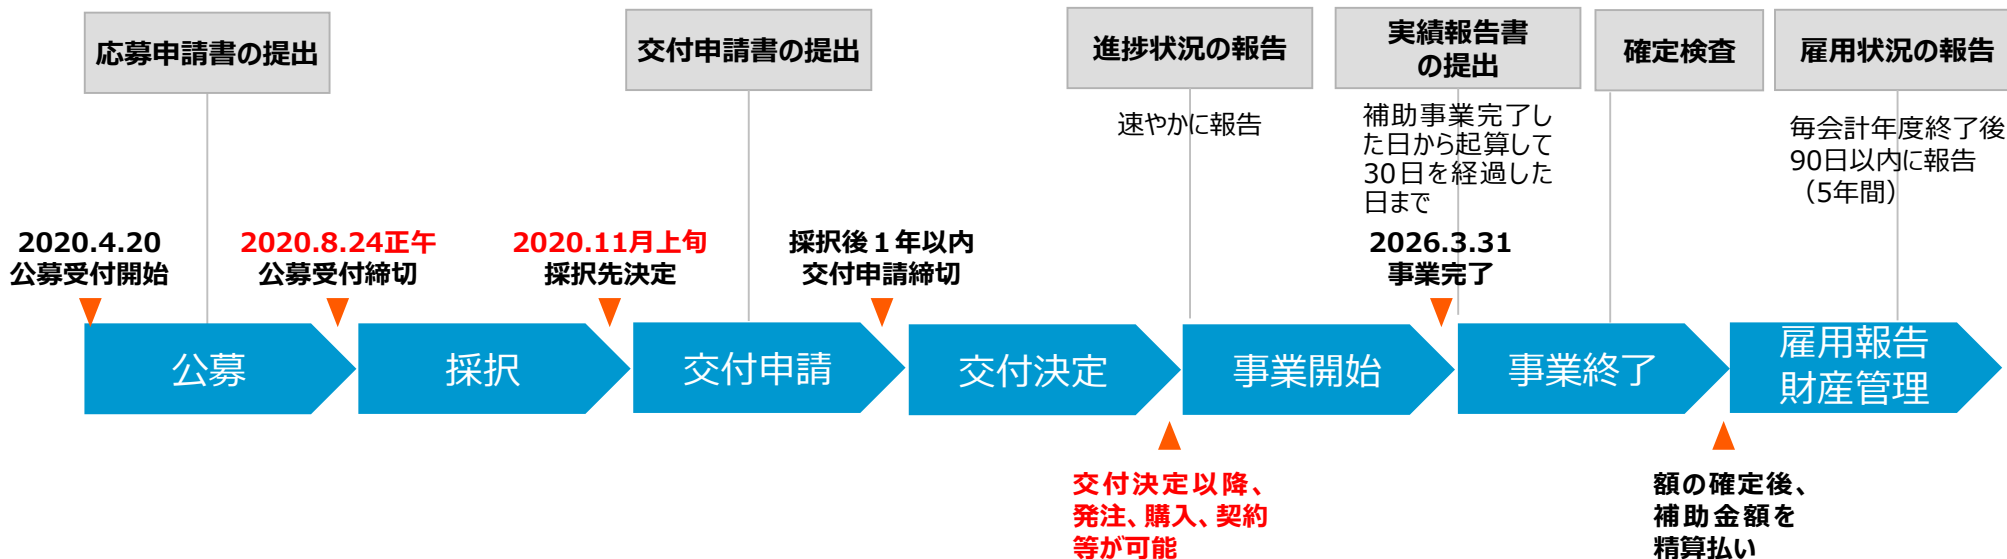 応募申請書の提出
交付申請書の提出
進捗状況の報告
実績報告書
の提出
確定検査
雇用状況の報告
速やかに報告
補助事業完了し
た日から起算して
30日を経過した
日まで
毎会計年度終了後
90日以内に報告
（5年間）
2020.4.20
公募受付開始
2020.8.24正午
公募受付締切
2020.11月上旬
採択先決定
採択後１年以内
交付申請締切
2026.3.31
事業完了
公募
採択
交付申請
交付決定
事業開始
事業終了
雇用報告
財産管理
交付決定以降、
発注、購入、契約
等が可能
額の確定後、
補助金額を
精算払い